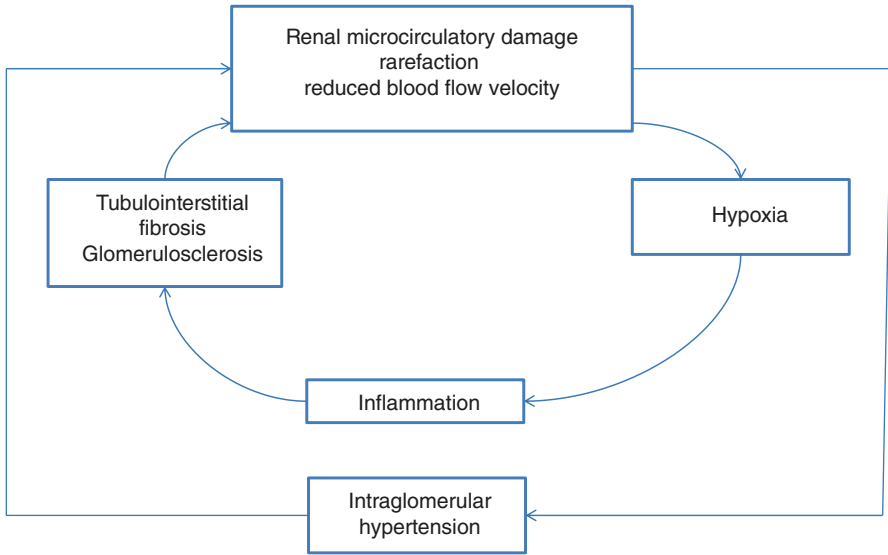 Renal microcirculatory damage
rarefaction
reduced blood flow velocity
Tubulointerstitial
fibrosis
Glomerulosclerosis
Hypoxia
Inflammation
Intraglomerular
hypertension